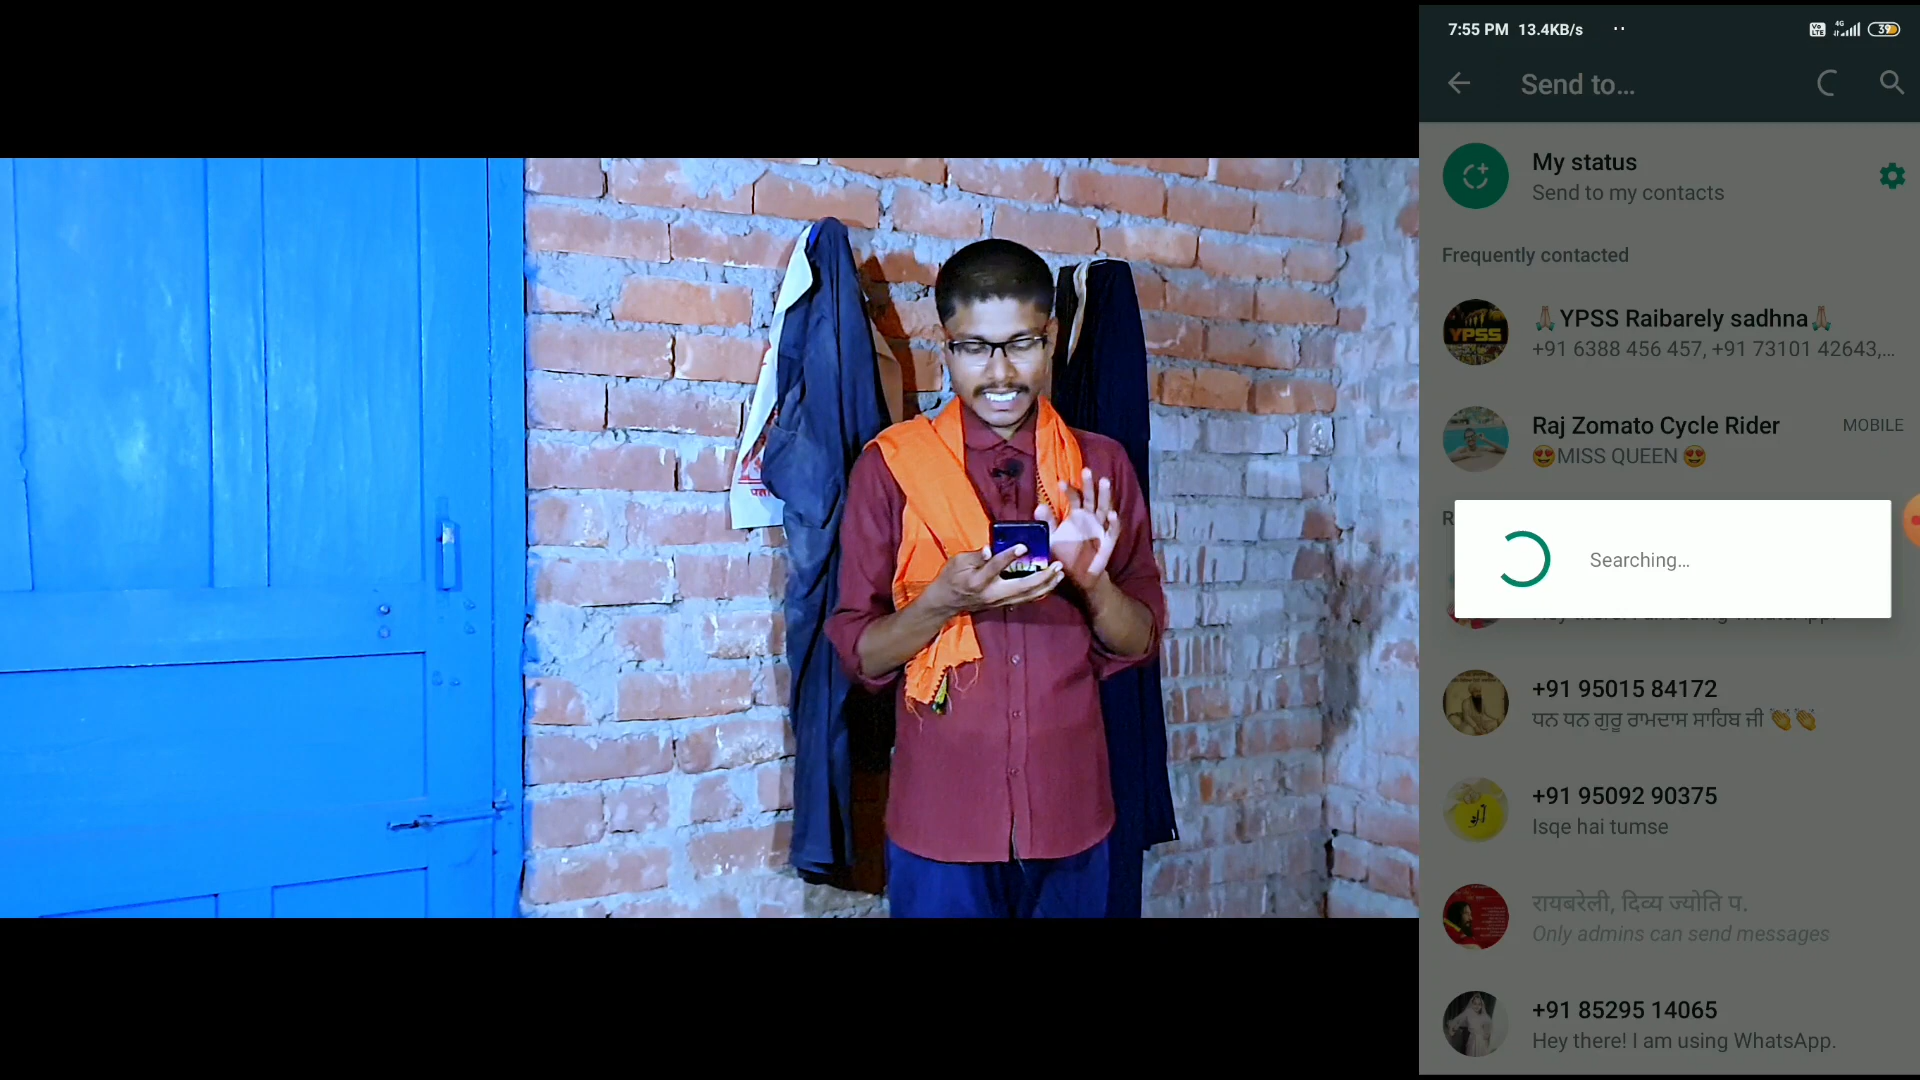 7:55 PM 13.4KB/s
4G
39
Send to...
My status
Send to my contacts
Frequently contacted
YPSS
🙏🏻YPSS Raibarely sadhna🙏🏻
+91 6388 456 457, +91 73101 42643,...
Raj Zomato Cycle Rider MOBILE
😍MISS QUEEN😍
R
Searching...
+91 95015 84172
ਧਨ ਧਨ ਗੁਰੂ ਰਾਮਦਾਸ ਸਾਹਿਬ ਜੀ 👏👏
+91 95092 90375
Isqe hai tumse
रायबरेली, दिव्य ज्योति प.
Only admins can send messages
+91 85295 14065
Hey there! I am using WhatsApp.